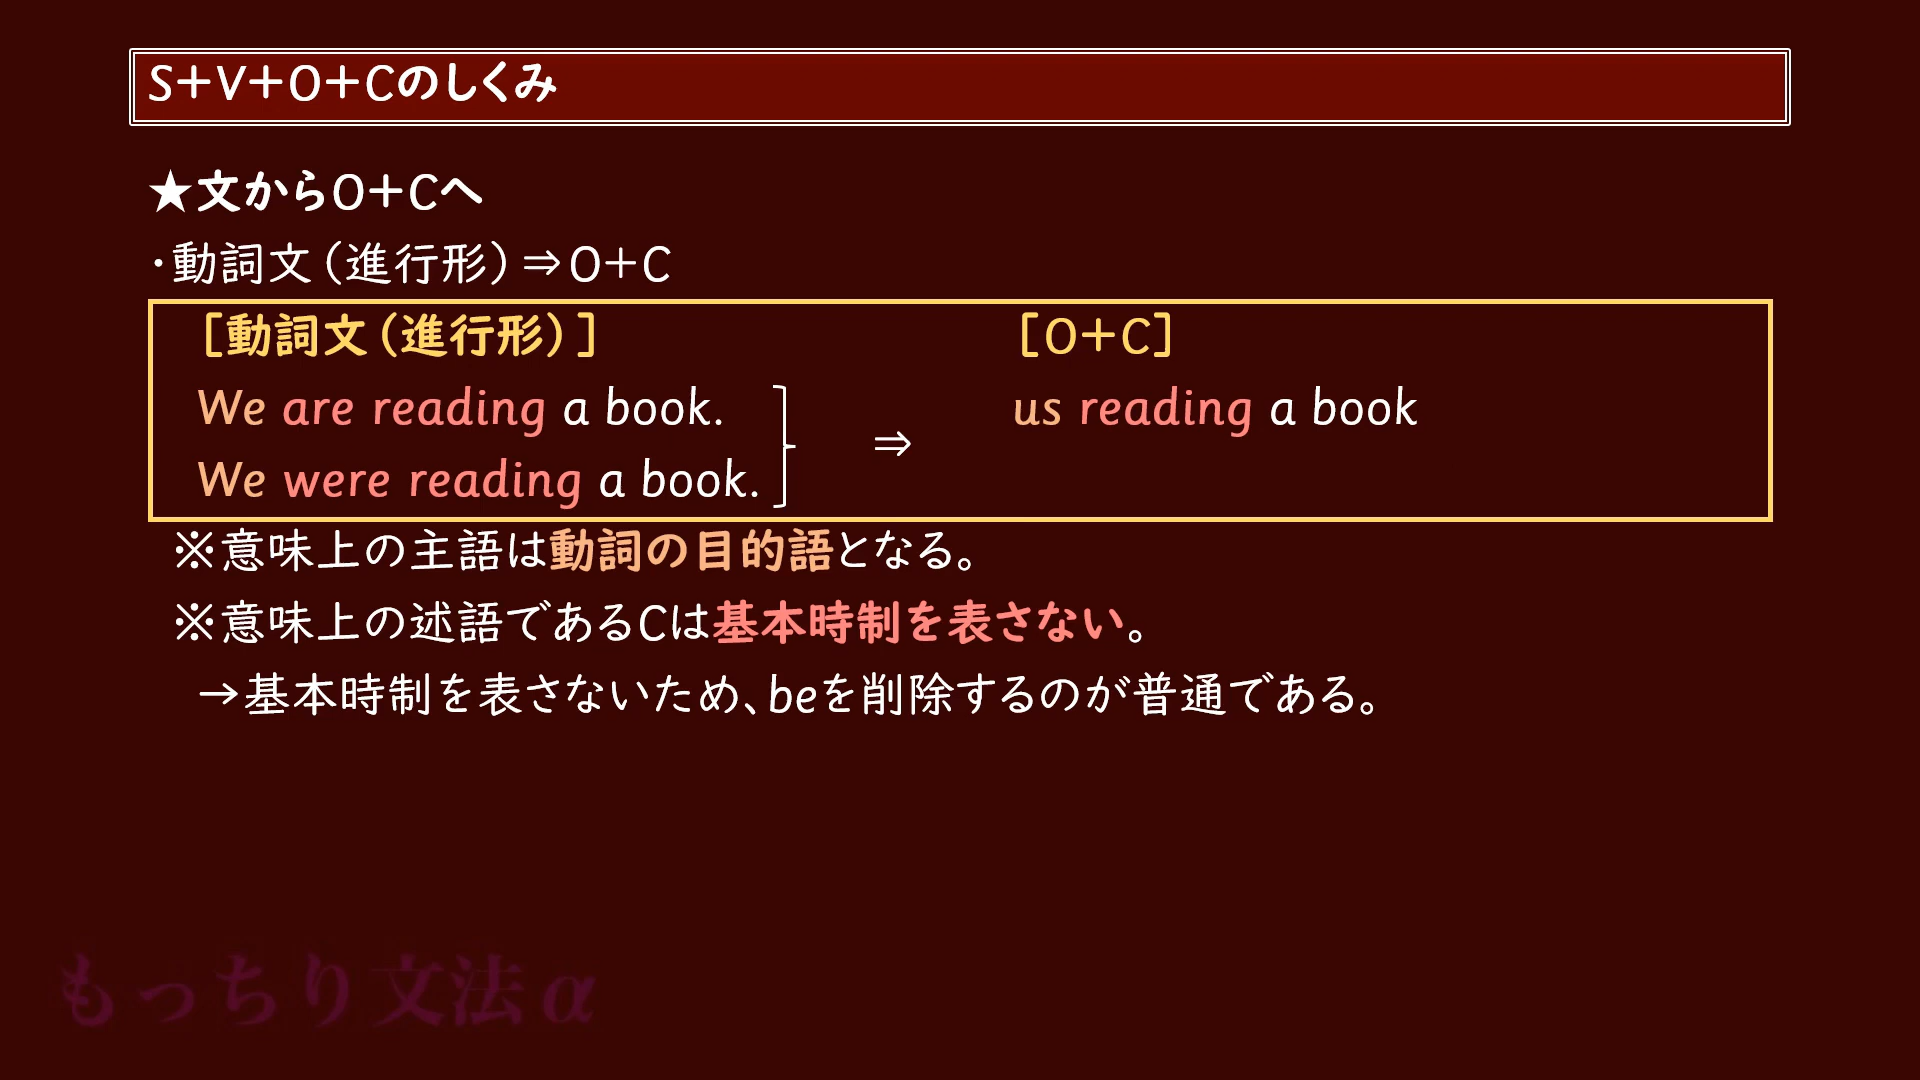 S+V+O+Cのしくみ
★文からO+Cへ
・動詞文(進行形)⇒O+C
[動詞文(進行形)] [O+C]
We are reading a book. ⇒ us reading a book
We were reading a book.
※意味上の主語は動詞の目的語となる。
※意味上の述語であるCは基本時制を表さない。
→基本時制を表さないため、beを削除するのが普通である。
もっちり文法α